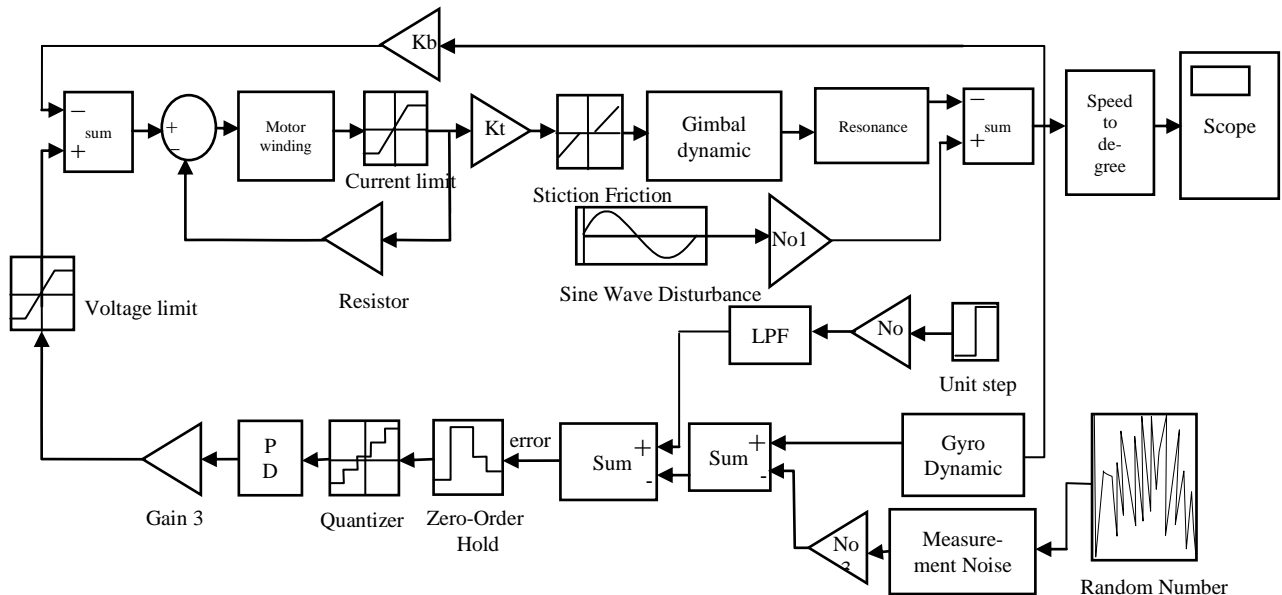 Kb
−
sum
+
+
−
Motor
winding
Current limit
Kt
Stiction Friction
Gimbal
dynamic
Resonance
−
sum
+
Speed
to
de-
gree
Scope
Resistor
No1
Sine Wave Disturbance
Voltage limit
LPF
No
Unit step
error
P
D
Gain 3
Quantizer
Zero-Order
Hold
Sum
+
-
Sum
+
-
Gyro
Dynamic
No
Measure-
ment Noise
Random Number